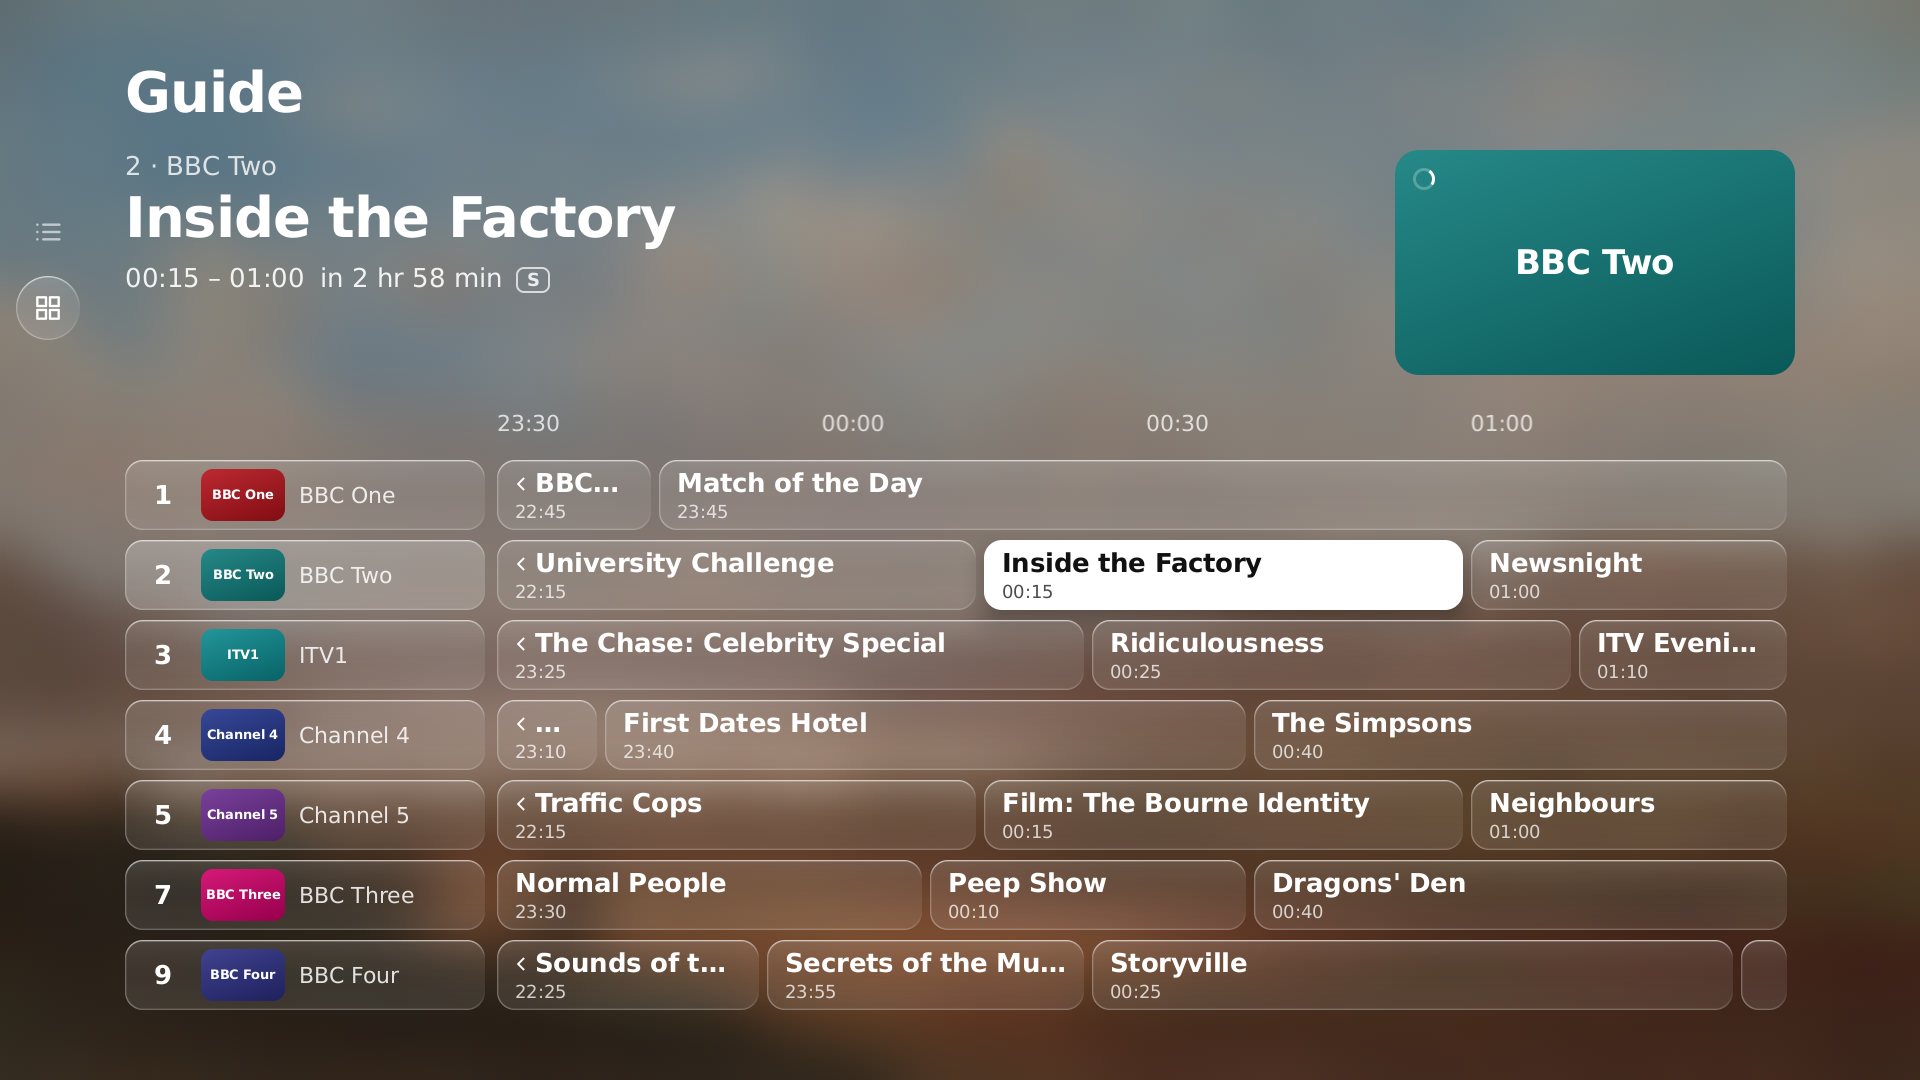 Guide
2 · BBC Two
Inside the Factory
00:15 – 01:00 in 2 hr 58 min S
BBC Two
23:30 00:00 00:30 01:00
1 BBC One BBC One ‹ BBC… Match of the Day
22:45 23:45
2 BBC Two BBC Two ‹ University Challenge Inside the Factory Newsnight
22:15 00:15 01:00
3 ITV1 ITV1 ‹ The Chase: Celebrity Special Ridiculousness ITV Eveni…
23:25 00:25 01:10
4 Channel 4 Channel 4 ‹ … First Dates Hotel The Simpsons
23:10 23:40 00:40
5 Channel 5 Channel 5 ‹ Traffic Cops Film: The Bourne Identity Neighbours
22:15 00:15 01:00
7 BBC Three BBC Three Normal People Peep Show Dragons' Den
23:30 00:10 00:40
9 BBC Four BBC Four ‹ Sounds of t… Secrets of the Mu… Storyville
22:25 23:55 00:25